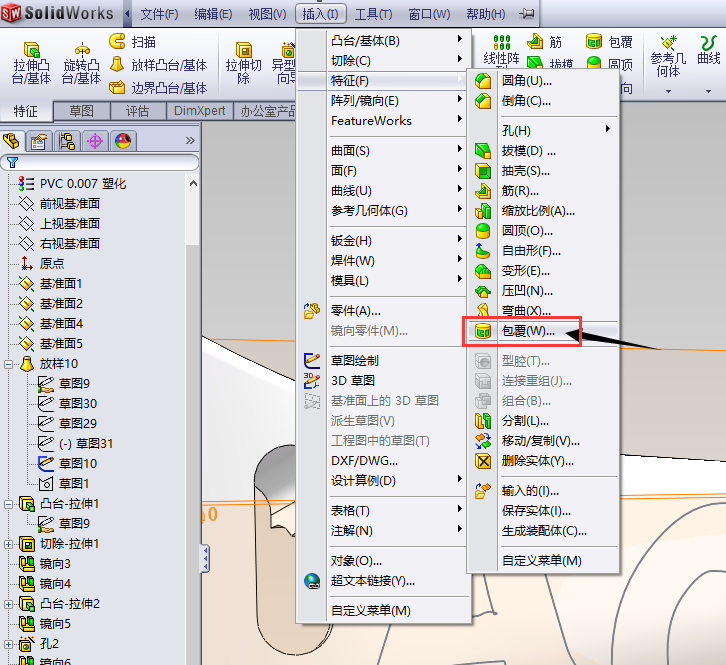 SolidWorks 文件(F) 编辑(E) 视图(V) 插入(I) 工具(T) 窗口(W) 帮助(H)
拉伸凸台/基体
旋转凸台/基体
扫描
放样凸台/基体
边界凸台/基体
拉伸切除
异型
向导
线性阵列
筋
拔模
包覆
圆顶
向
参考几何体
曲线
特征 草图 评估 DimXpert 办公室产品
PVC 0.007 塑化
前视基准面
上视基准面
右视基准面
原点
基准面1
基准面2
基准面4
基准面5
放样10
草图9
草图30
草图29
(-) 草图31
草图10
草图1
凸台-拉伸1
草图9
切除-拉伸1
镜向3
镜向4
凸台-拉伸2
镜向5
孔2
镜向6
凸台/基体(B)
切除(C)
特征(F)
阵列/镜向(E)
FeatureWorks
曲面(S)
面(F)
曲线(U)
参考几何体(G)
钣金(H)
焊件(W)
模具(L)
零件(A)...
镜向零件(M)...
草图绘制
3D 草图
基准面上的 3D 草图
派生草图(V)
工程图中的草图(T)
DXF/DWG...
设计算例(D)
表格(T)
注解(N)
对象(O)...
超文本链接(Y)...
自定义菜单(M)
圆角(U)...
倒角(C)...
孔(H)
拔模(D) ...
抽壳(S)...
筋(R)...
缩放比例(A)...
圆顶(O)...
自由形(F)...
变形(E)...
压凹(N)...
弯曲(X)...
包覆(W)...
型腔(T)...
连接重组(J)...
组合(B)...
分割(L)...
移动/复制(V)...
删除实体(Y)...
输入的(I)...
保存实体(I)...
生成装配体(C)...
自定义菜单(M)